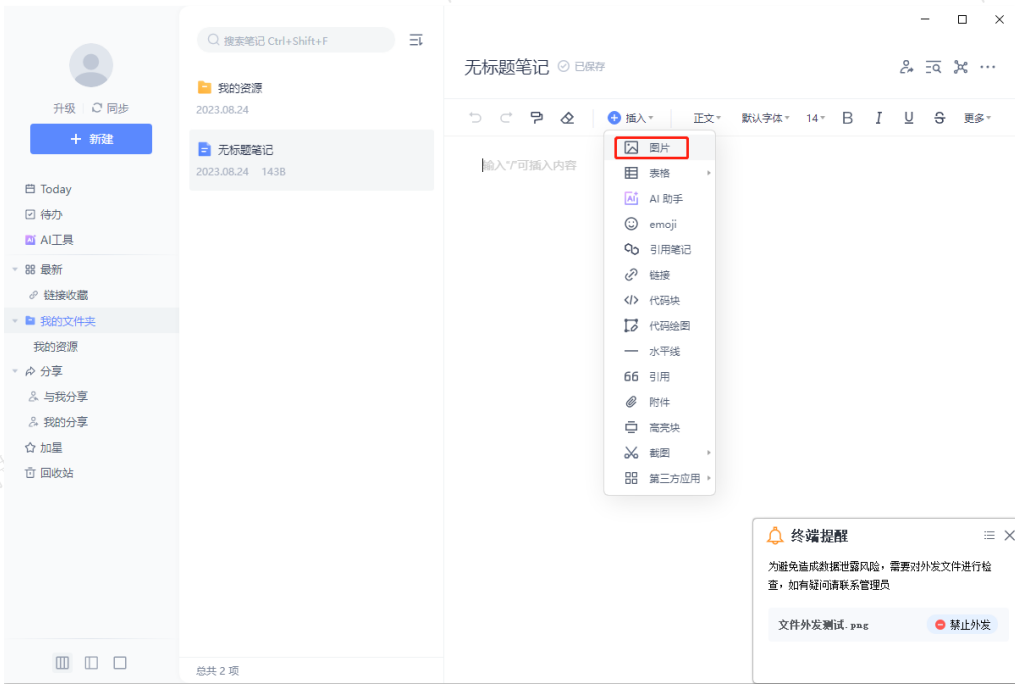 升级 同步
+ 新建
Today
待办
AI工具
最新
链接收藏
我的文件夹
我的资源
分享
与我分享
我的分享
加星
回收站
搜索笔记 Ctrl+Shift+F
我的资源
2023.08.24
无标题笔记
2023.08.24 143B
总共 2 项
无标题笔记 已保存
插入 正文 默认字体 14 B I U S 更多
输入"/"可插入内容
图片
表格
AI 助手
emoji
引用笔记
链接
代码块
代码绘图
水平线
引用
附件
高亮块
截图
第三方应用
终端提醒
为避免造成数据泄露风险，需要对外发文件进行检
查，如有疑问请联系管理员
文件外发测试.png 禁止外发